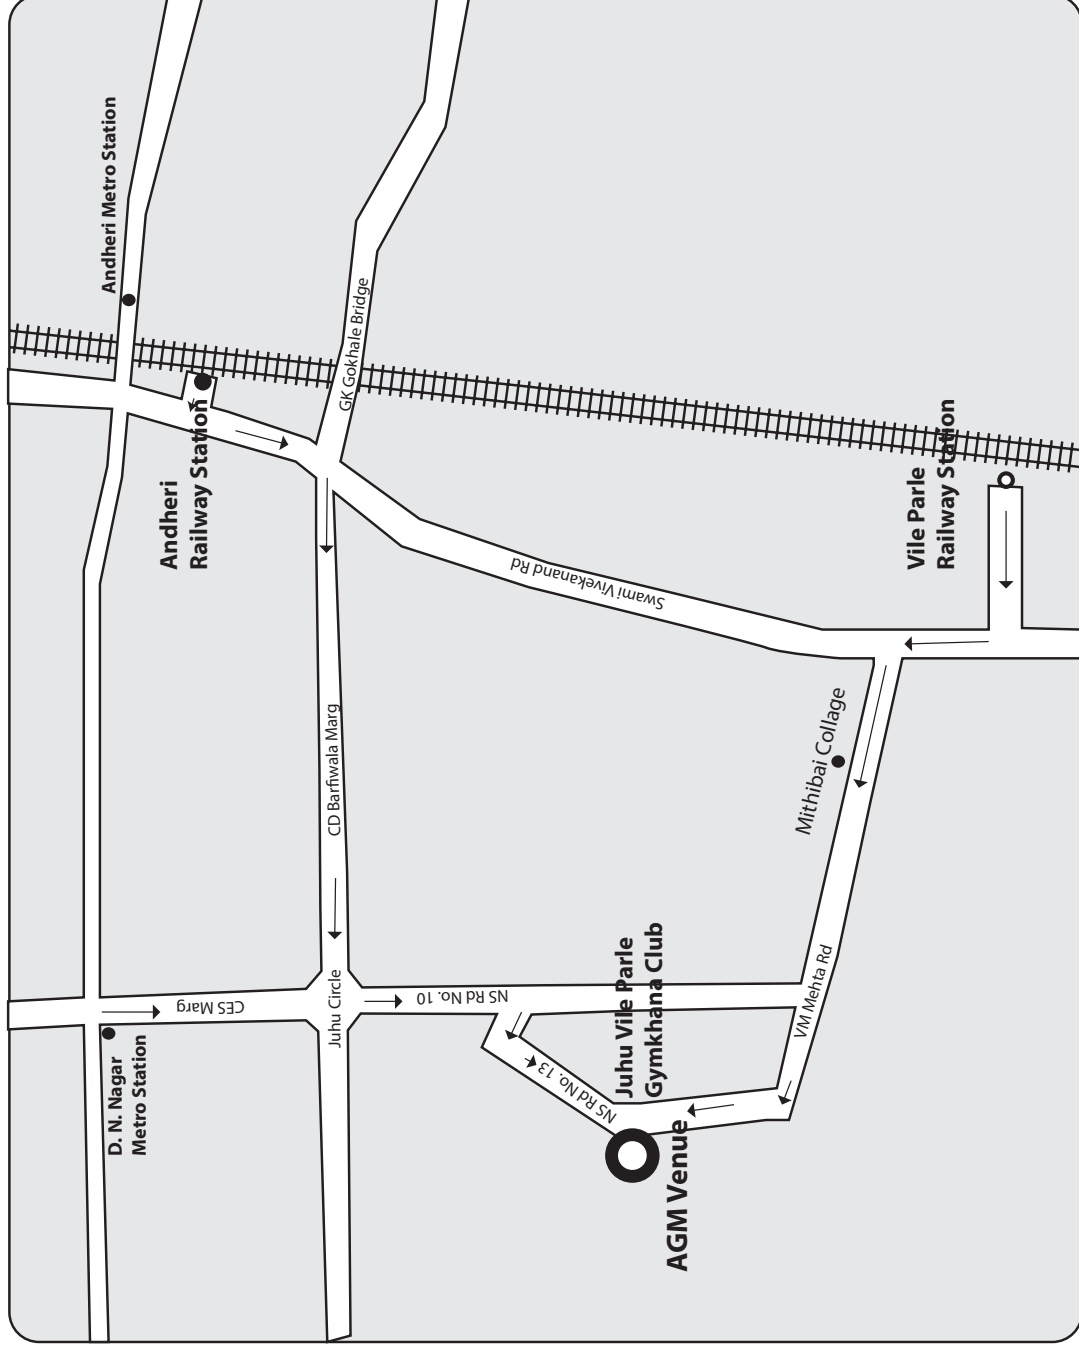 Andheri Metro Station
GK Gokhale Bridge
Andheri
Railway Station
Vile Parle
Railway Station
Swami Vivekanand Rd
Mithibai Collage
CD Barfiwala Marg
CES Marg
Juhu Circle
NS Rd No. 10
VM Mehta Rd
D. N. Nagar
Metro Station
NS Rd No. 13
Juhu Vile Parle
Gymkhana Club
AGM Venue